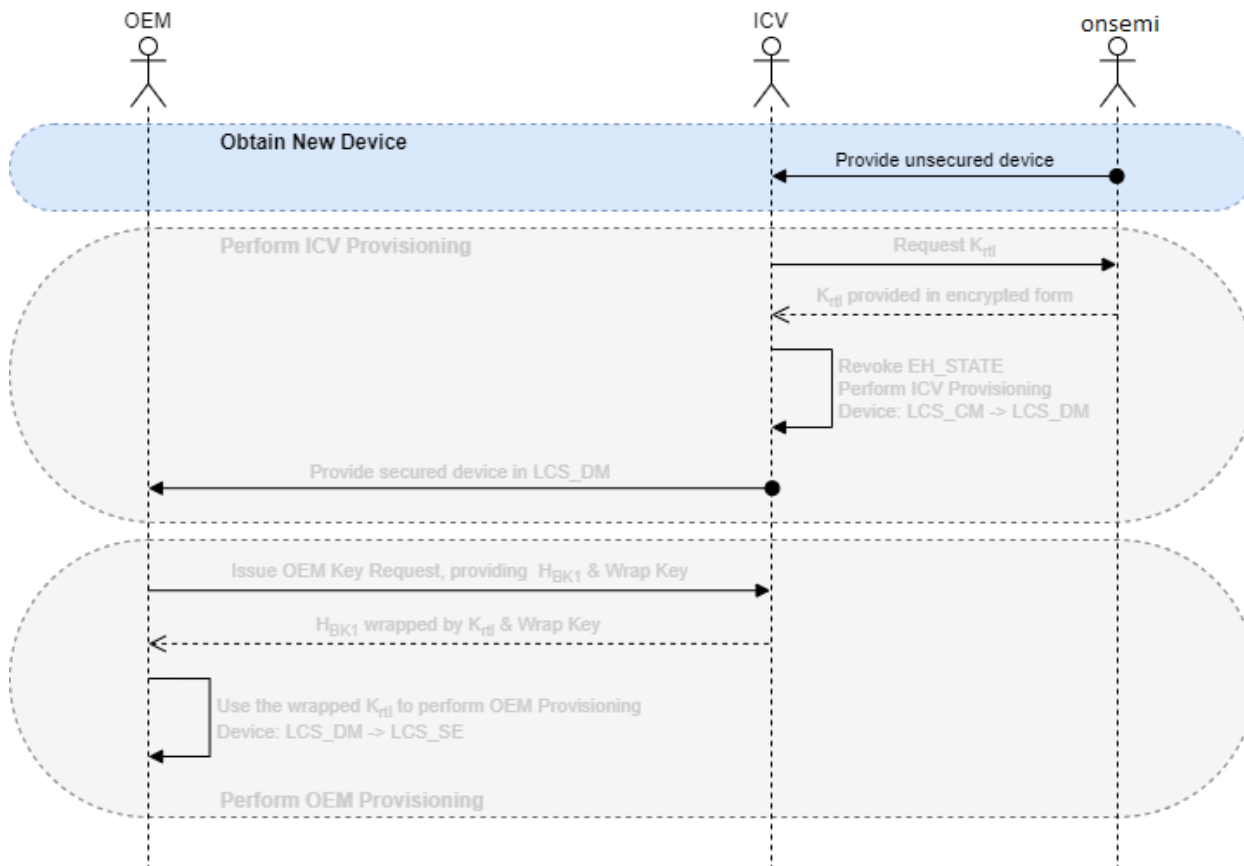 OEM
ICV
onsemi
Obtain New Device
Provide unsecured device
Perform ICV Provisioning
Request Krtl
Krtl provided in encrypted form
Revoke EH_STATE
Perform ICV Provisioning
Device: LCS_CM -> LCS_DM
Provide secured device in LCS_DM
Issue OEM Key Request, providing HBK1 & Wrap Key
HBK1 wrapped by Krtl & Wrap Key
Use the wrapped Krtl to perform OEM Provisioning
Device: LCS_DM -> LCS_SE
Perform OEM Provisioning